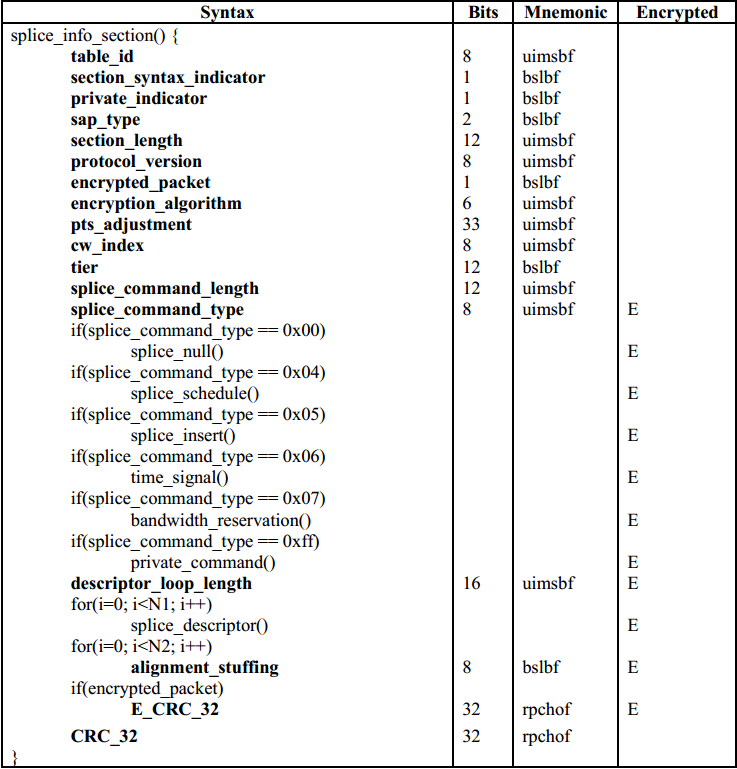 Syntax Bits Mnemonic Encrypted
splice_info_section() {
table_id 8 uimsbf
section_syntax_indicator 1 bslbf
private_indicator 1 bslbf
sap_type 2 bslbf
section_length 12 uimsbf
protocol_version 8 uimsbf
encrypted_packet 1 bslbf
encryption_algorithm 6 uimsbf
pts_adjustment 33 uimsbf
cw_index 8 uimsbf
tier 12 bslbf
splice_command_length 12 uimsbf
splice_command_type 8 uimsbf E
if(splice_command_type == 0x00)
splice_null() E
if(splice_command_type == 0x04)
splice_schedule() E
if(splice_command_type == 0x05)
splice_insert() E
if(splice_command_type == 0x06)
time_signal() E
if(splice_command_type == 0x07)
bandwidth_reservation() E
if(splice_command_type == 0xff)
private_command() E
descriptor_loop_length 16 uimsbf E
for(i=0; i<N1; i++)
splice_descriptor() E
for(i=0; i<N2; i++)
alignment_stuffing 8 bslbf E
if(encrypted_packet)
E_CRC_32 32 rpchof E
CRC_32 32 rpchof
}